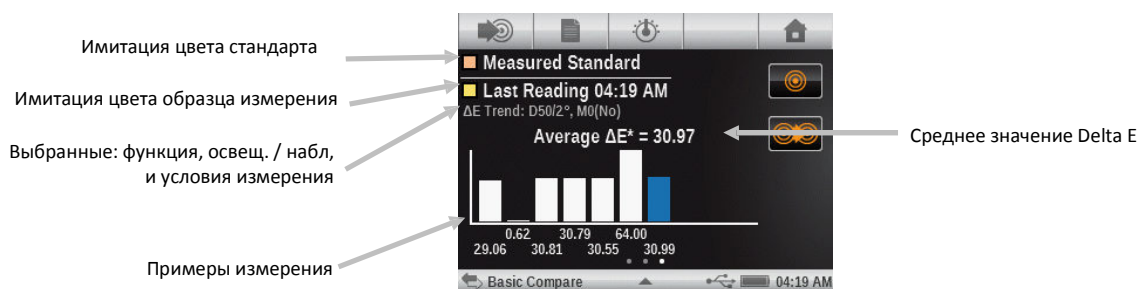 Имитация цвета стандарта
Имитация цвета образца измерения
Выбранные: функция, освещ. / набл,
и условия измерения
Примеры измерения
Measured Standard
Last Reading 04:19 AM
ΔE Trend: D50/2°, M0(No)
Average ΔE* = 30.97
0.62 30.79 64.00
29.06 30.81 30.55 30.99
Basic Compare 04:19 AM
Среднее значение Delta E